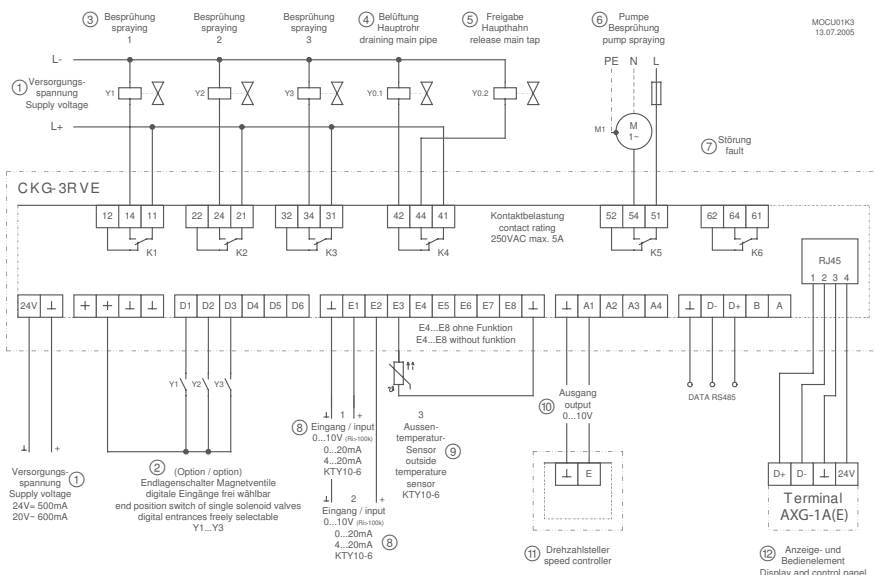 ③ Besprühung
spraying
1
Besprühung
spraying
2
Besprühung
spraying
3
④ Belüftung
Hauptrohr
draining main pipe
⑤ Freigabe
Haupthahn
release main tap
⑥ Pumpe
Besprühung
pump spraying
MOCU01K3
13.07.2005
L-
PE N L
① Versorgungs-
spannung
Supply voltage
Y1
Y2
Y3
Y0.1
Y0.2
L+
M1
M
1~
⑦ Störung
fault
CKG-3RVE
12 14 11
22 24 21
32 34 31
42 44 41
Kontaktbelastung
contact rating
250VAC max. 5A
52 54 51
62 64 61
K1
K2
K3
K4
K5
K6
RJ45
1 2 3 4
24V ⊥
+ + ⊥ ⊥
D1 D2 D3 D4 D5 D6
⊥ E1 E2 E3 E4 E5 E6 E7 E8 ⊥
⊥ A1 A2 A3 A4
⊥ D- D+ B A
E4...E8 ohne Funktion
E4...E8 without funktion
Y1 Y2 Y3
DATA RS485
⊥ +
① Versorgungs-
spannung
Supply voltage
24V= 500mA
20V~ 600mA
② (Option / option)
Endlagenschalter Magnetventile
digitale Eingänge frei wählbar
end position switch of single solenoid valves
digital entrances freely selectable
Y1...Y3
⊥ 1 +
⑧ Eingang / input
0...10V (Ri>100k)
0...20mA
4...20mA
KTY10-6
⊥ 2 +
Eingang / input
0...10V (Ri>100k)
0...20mA
4...20mA ⑧
KTY10-6
3
Aussen-
temperatur-
Sensor ⑨
outside
temperature
sensor
KTY10-6
⑩ Ausgang
output
0...10V
⊥ E
⑪ Drehzahlsteller
speed controller
D+ D- ⊥ 24V
Terminal
AXG-1A(E)
⑫ Anzeige- und
Bedienelement
Display and control panel